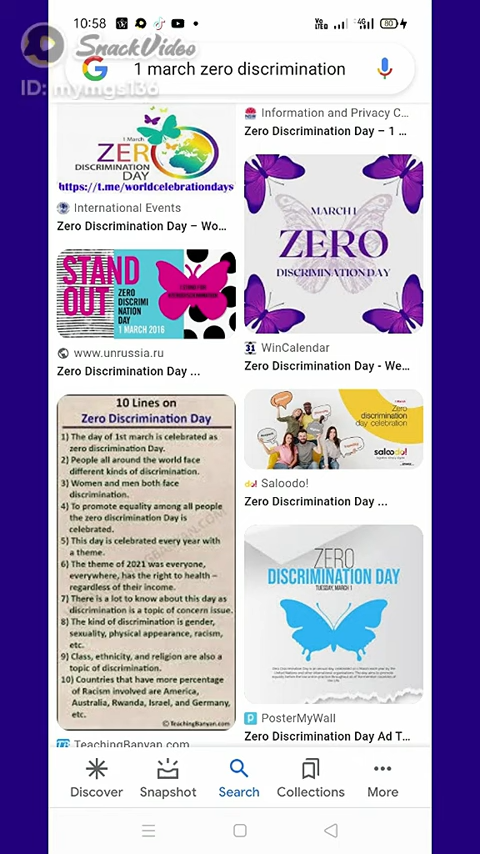 10:58
Vo LTE
4G
80
SnackVideo
ID: mymgs136
1 march zero discrimination
1 March
ZERO
DISCRIMINATION
DAY
https://t.me/worldcelebrationdays
International Events
Zero Discrimination Day – Wo...
STAND
OUT
ZERO
DISCRIMI
NATION
DAY
1 MARCH 2016
www.unrussia.ru
Zero Discrimination Day ...
10 Lines on
Zero Discrimination Day
1) The day of 1st march is celebrated as
zero discrimination Day.
2) People all around the world face
different kinds of discrimination.
3) Women and men both face
discrimination.
4) To promote equality among all people
the zero discrimination Day is
celebrated.
5) This day is celebrated every year with
a theme.
6) The theme of 2021 was everyone,
everywhere, has the right to health –
regardless of their income.
7) There is a lot to know about this day as
discrimination is a topic of concern issue.
8) The kind of discrimination is gender,
sexuality, physical appearance, racism,
etc.
9) Class, ethnicity, and religion are also a
topic of discrimination.
10) Countries that have more percentage
of Racism involved are America,
Australia, Rwanda, Israel, and Germany,
etc.
© TeachingBanyan.com
TeachingBanyan.com
Information and Privacy C...
Zero Discrimination Day – 1 ...
MARCH 1
ZERO
DISCRIMINATION DAY
31
WinCalendar
Zero Discrimination Day - We...
1 March
Zero
discrimination
day celebration
saloodo!
do!
Saloodo!
Zero Discrimination Day ...
ZERO
DISCRIMINATION DAY
TUESDAY, MARCH 1
P
PosterMyWall
Zero Discrimination Day Ad T...
Discover
Snapshot
Search
Collections
More